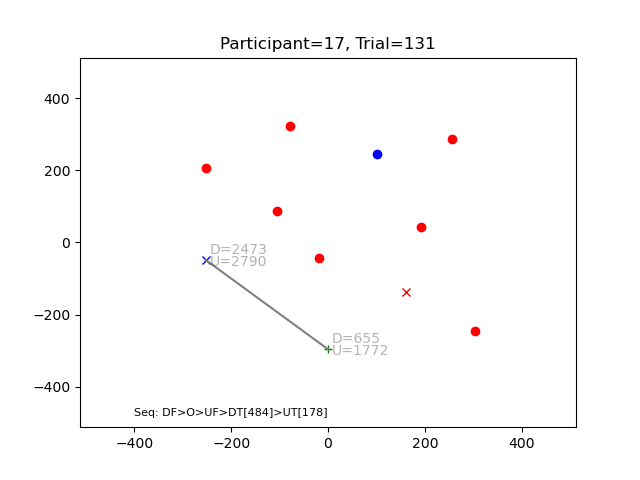 Participant=17, Trial=131
400
200
0
−200
−400
D=2473
U=2790
D=655
U=1772
Seq: DF>O>UF>DT[484]>UT[178]
−400
−200
0
200
400